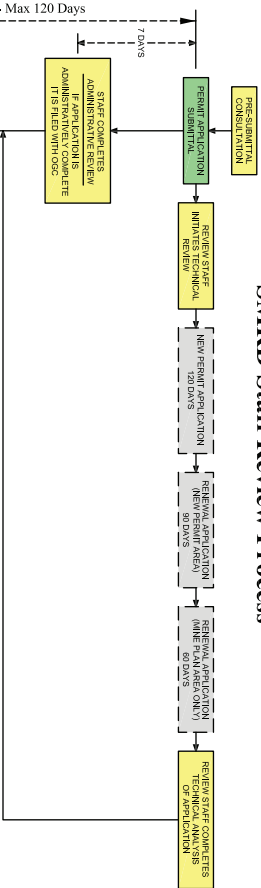 Max 120 Days
7 DAYS
PRE-SUBMITTAL
CONSULTATION
PERMIT APPLICATION
SUBMITTAL
STAFF COMPLETES
ADMINISTRATIVE REVIEW
IF APPLICATION IS
ADMINISTRATIVELY COMPLETE
IT IS FILED WITH OGC
REVIEW STAFF
INITIATES TECHNICAL
REVIEW
NEW PERMIT APPLICATION
120 DAYS
RENEWAL APPLICATION
(NEW PERMIT AREA)
90 DAYS
RENEWAL APPLICATION
(MINE PLAN AREA ONLY)
60 DAYS
REVIEW STAFF COMPLETES
TECHNICAL ANALYSIS
OF APPLICATION
Staff Review Process